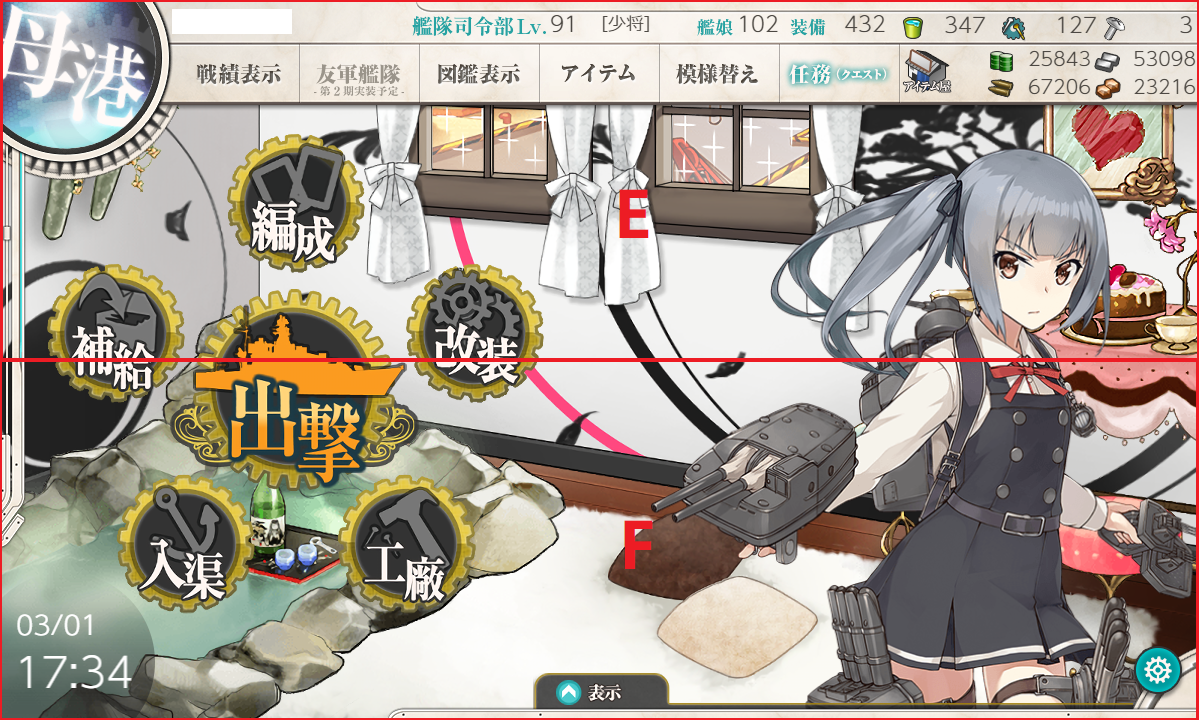 母港
艦隊司令部Lv. 91 [少将] 艦娘 102 装備 432 347 127 3
戦績表示 友軍艦隊 図鑑表示 アイテム 模様替え 任務(クエスト) アイテム屋 25843 53098
-第2期実装予定- 67206 23216
E
編成
補給
改装
出撃
F
入渠
工廠
03/01
17:34
表示